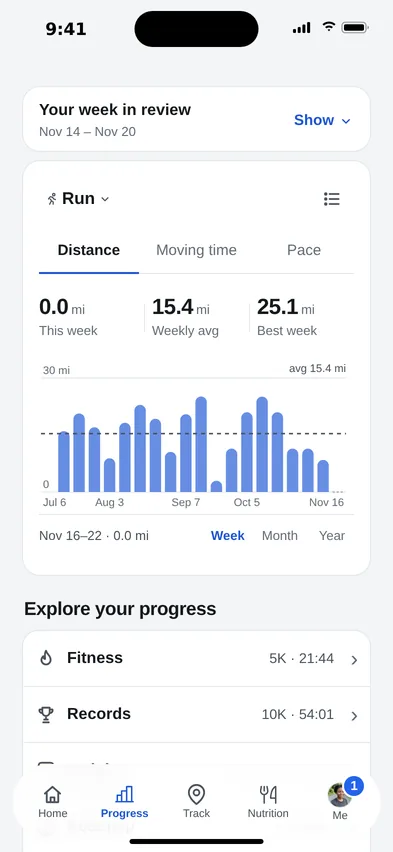 9:41
Your week in review
Nov 14 – Nov 20
Show
Run
Distance Moving time Pace
0.0 mi 15.4 mi 25.1 mi
This week Weekly avg Best week
30 mi avg 15.4 mi
0
Jul 6 Aug 3 Sep 7 Oct 5 Nov 16
Nov 16–22 · 0.0 mi Week Month Year
Explore your progress
Fitness 5K · 21:44
Records 10K · 54:01
1
Home Progress Track Nutrition Me